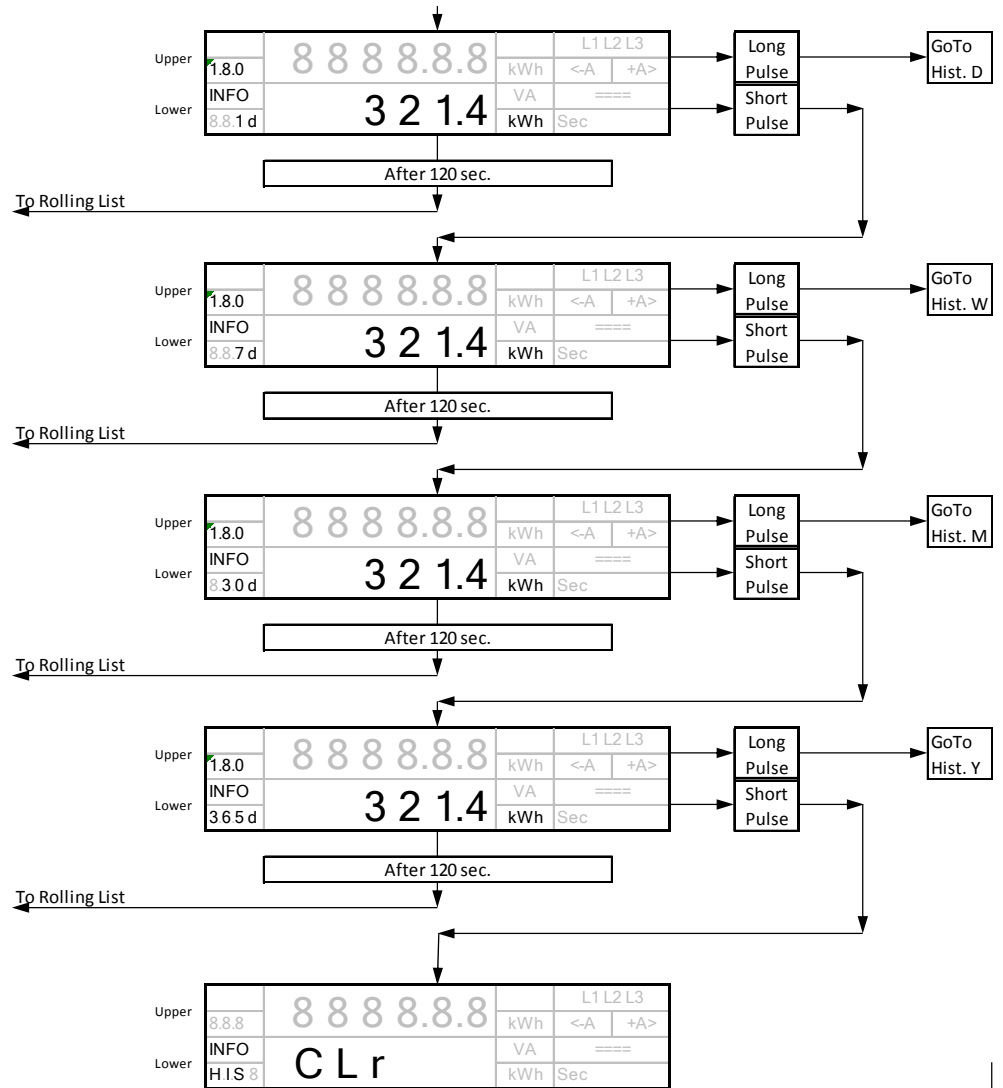 L1 L2 L3
Upper 8 8 8 8.8.8 Long GoTo
1.8.0 kWh <-A +A> Pulse Hist. D
INFO VA ==== Short
Lower 8.8.1 d 3 2 1.4 kWh Sec Pulse
After 120 sec.
To Rolling List
L1 L2 L3
Upper 8 8 8 8.8.8 Long GoTo
1.8.0 kWh <-A +A> Pulse Hist. W
INFO VA ==== Short
Lower 8.8.7 d 3 2 1.4 kWh Sec Pulse
After 120 sec.
To Rolling List
L1 L2 L3
Upper 8 8 8 8.8.8 Long GoTo
1.8.0 kWh <-A +A> Pulse Hist. M
INFO VA ==== Short
Lower 8.3 0 d 3 2 1.4 kWh Sec Pulse
After 120 sec.
To Rolling List
L1 L2 L3
Upper 8 8 8 8.8.8 Long GoTo
1.8.0 kWh <-A +A> Pulse Hist. Y
INFO VA ==== Short
Lower 3 6 5 d 3 2 1.4 kWh Sec Pulse
After 120 sec.
To Rolling List
L1 L2 L3
Upper 8.8.8 8 8 8 8.8.8 kWh <-A +A>
INFO VA ====
Lower H.I.S 8 C L r kWh Sec